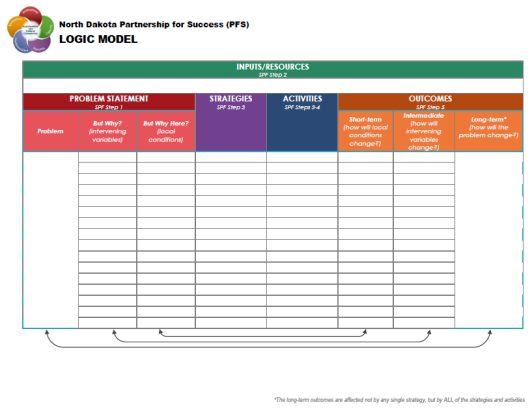 North Dakota Partnership for Success (PFS)
LOGIC MODEL
INPUTS/RESOURCES
SPF Step 2
PROBLEM STATEMENT
SPF Step 1
STRATEGIES
SPF Step 3
ACTIVITIES
SPF Steps 3-4
OUTCOMES
SPF Step 5
Problem
But Why?
(intervening
variables)
But Why Here?
(local
conditions)
Short-term
(how will local
conditions
change?)
Intermediate
(how will
intervening
variables
change?)
Long-term*
(how will the
problem change?)
*The long-term outcomes are affected not by any single strategy, but by ALL of the strategies and activities